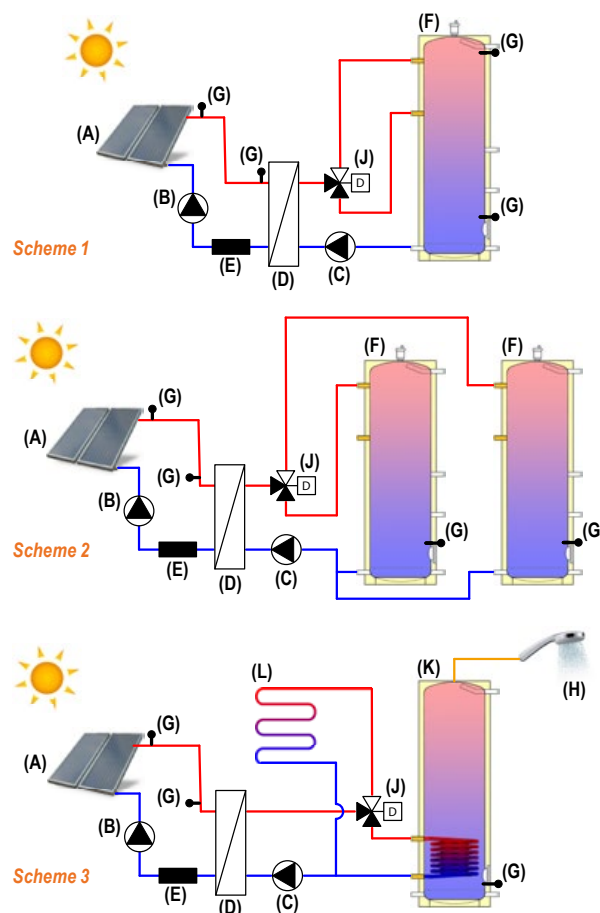 (F)
(G)
(G)
(A)
(G)
(J)
D
(B)
(G)
(E)
(D)
(C)
Scheme 1
(F)
(F)
(G)
(A)
(J)
(G)
D
(B)
(G)
(G
(E)
(D)
(C)
Scheme 2
(L)
(K)
(H)
(G)
(A)
(G)
(J)
D
(B)
(G)
(E)
(D)
(C)
Scheme 3